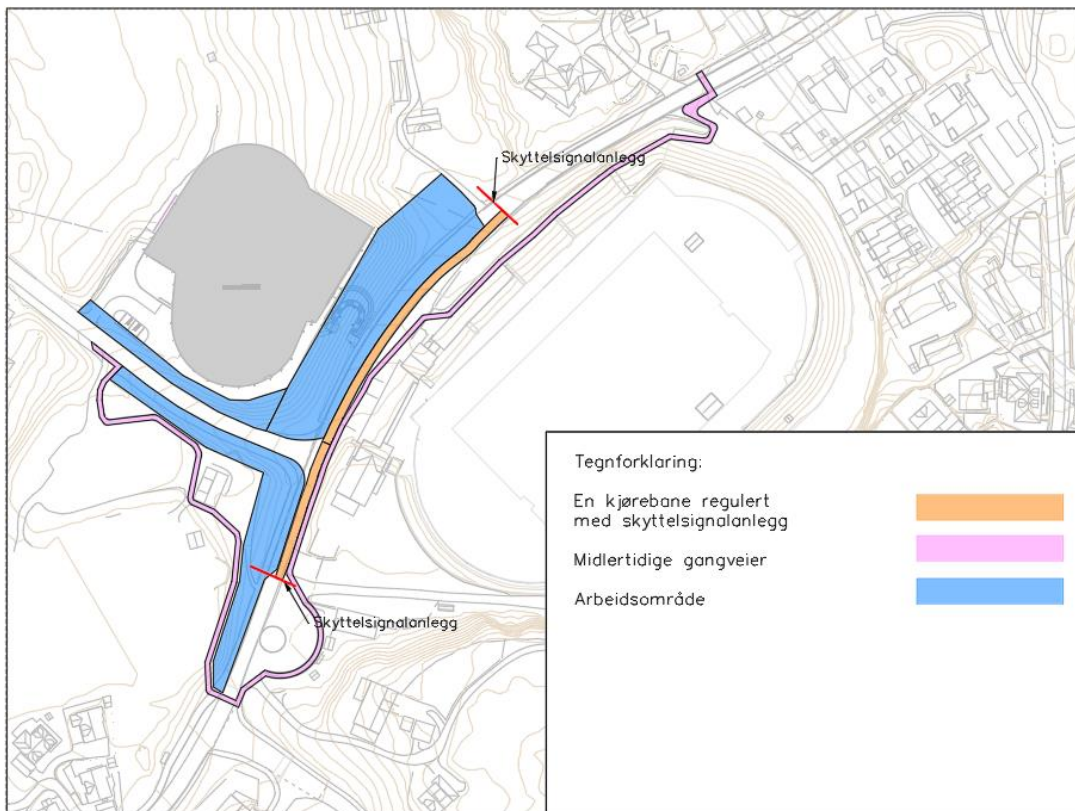 Skyttelsignalanlegg
Tegnforklaring:
En kjørebane regulert
med skyttelsignalanlegg
Midlertidige gangveier
Arbeidsområde
Skyttelsignalanlegg